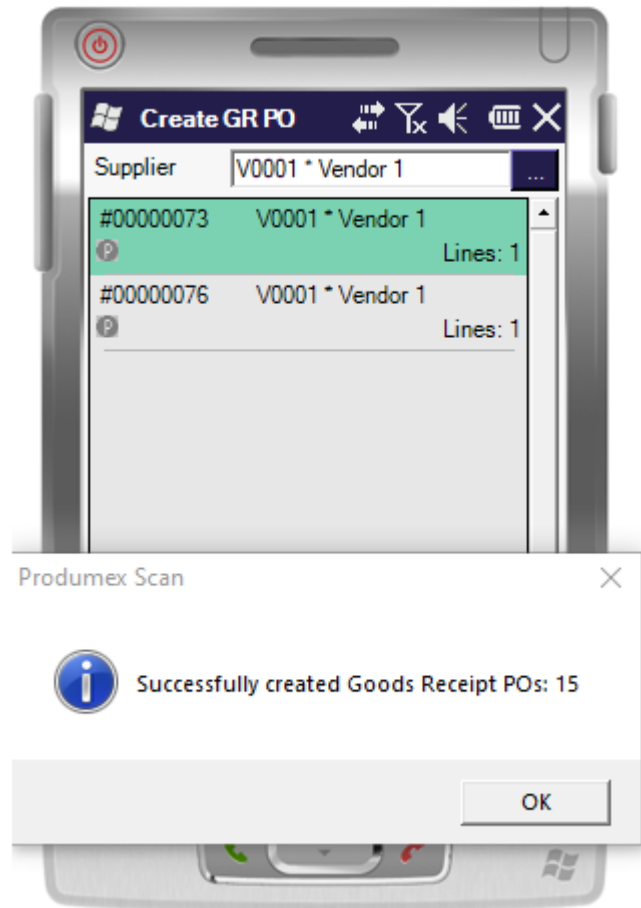 Create GR PO
Supplier V0001 * Vendor 1 ...
#00000073 V0001 * Vendor 1
P Lines: 1
#00000076 V0001 * Vendor 1
P Lines: 1
Produmex Scan
Successfully created Goods Receipt POs: 15
OK